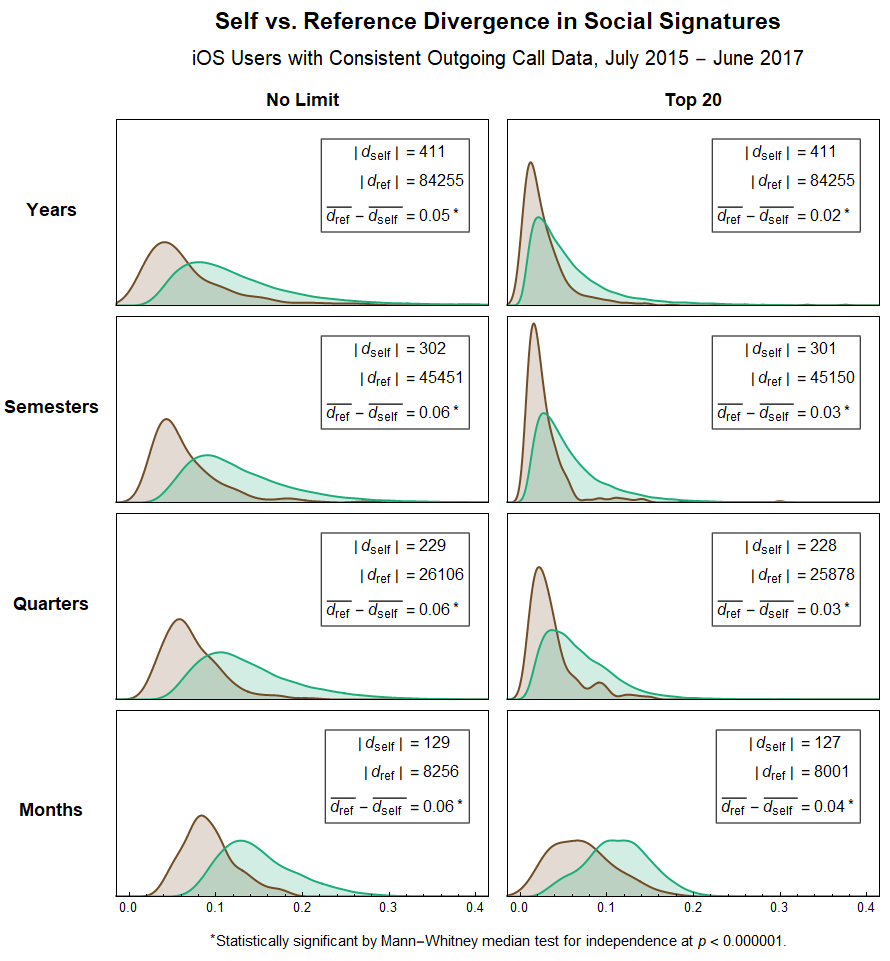 Self vs. Reference Divergence in Social Signatures
iOS Users with Consistent Outgoing Call Data, July 2015 – June 2017
No Limit
Top 20
Years
| dself | = 411
| dref | = 84255
dref − dself = 0.05*
| dself | = 411
| dref | = 84255
dref − dself = 0.02*
Semesters
| dself | = 302
| dref | = 45451
dref − dself = 0.06*
| dself | = 301
| dref | = 45150
dref − dself = 0.03*
Quarters
| dself | = 229
| dref | = 26106
dref − dself = 0.06*
| dself | = 228
| dref | = 25878
dref − dself = 0.03*
Months
| dself | = 129
| dref | = 8256
dref − dself = 0.06*
| dself | = 127
| dref | = 8001
dref − dself = 0.04*
0.0 0.1 0.2 0.3 0.4
0.0 0.1 0.2 0.3 0.4
*Statistically significant by Mann−Whitney median test for independence at p < 0.000001.